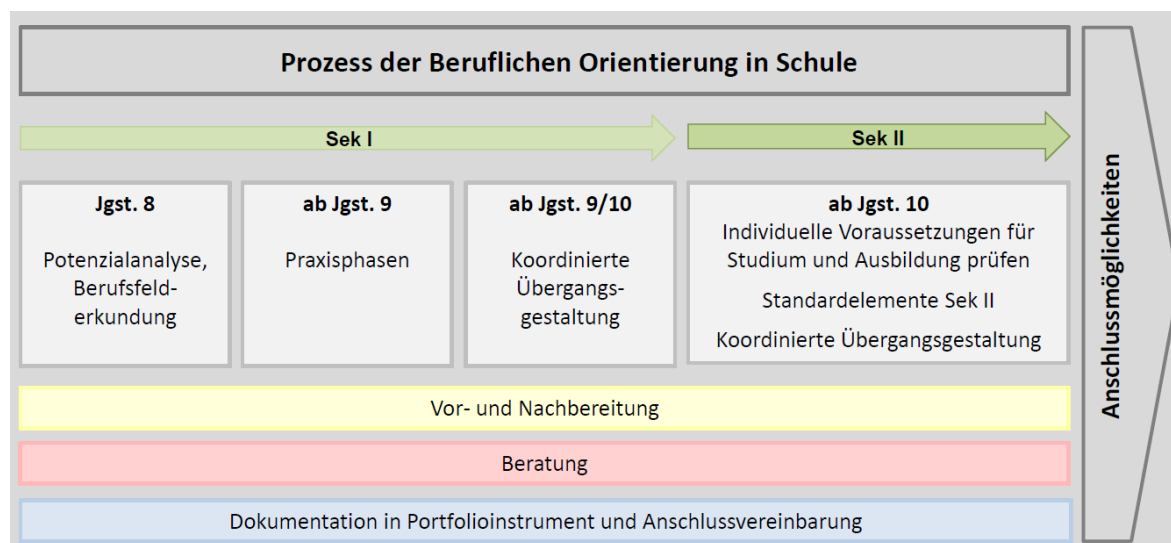 Prozess der Beruflichen Orientierung in Schule
Sek I
Sek II
Jgst. 8
Potenzialanalyse,
Berufsfeld-
erkundung
ab Jgst. 9
Praxisphasen
ab Jgst. 9/10
Koordinierte
Übergangs-
gestaltung
ab Jgst. 10
Individuelle Voraussetzungen für
Studium und Ausbildung prüfen
Standardelemente Sek II
Koordinierte Übergangsgestaltung
Vor- und Nachbereitung
Beratung
Dokumentation in Portfolioinstrument und Anschlussvereinbarung
Anschlussmöglichkeiten